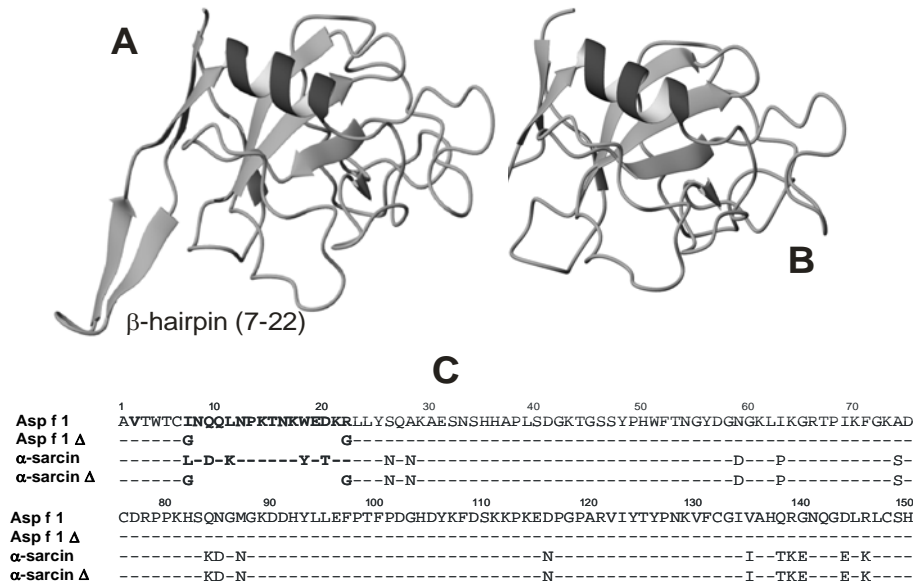 A
B
β-hairpin (7-22)
C
1 10 20 30 40 50 60 70
Asp f 1 AVTWTCINQQLNPKTNKWEDKRLLYSQAKAESNSHHAPLSDGKTGSSYPHWFTNGYDGNGKLIKGRTPIKFGKAD
Asp f 1 Δ ------G G-----------------------------------------------------
α-sarcin ------L-D-K------Y-T-----N-N------------------------------D---P----------S-
α-sarcin Δ ------G G---N-N------------------------------D---P----------S-
80 90 100 110 120 130 140 150
Asp f 1 CDRPPKHSQNGMGKDDHYLLEFPTFPDGHDYKFDSKKPKEDPGPARVIYTYPNKVFCGIVAHQRGNQGDLRLCSH
Asp f 1 Δ ---------------------------------------------------------------------------
α-sarcin --------KD-N----------------------------N------------------I--TKE---E-K----
α-sarcin Δ --------KD-N----------------------------N------------------I--TKE---E-K----